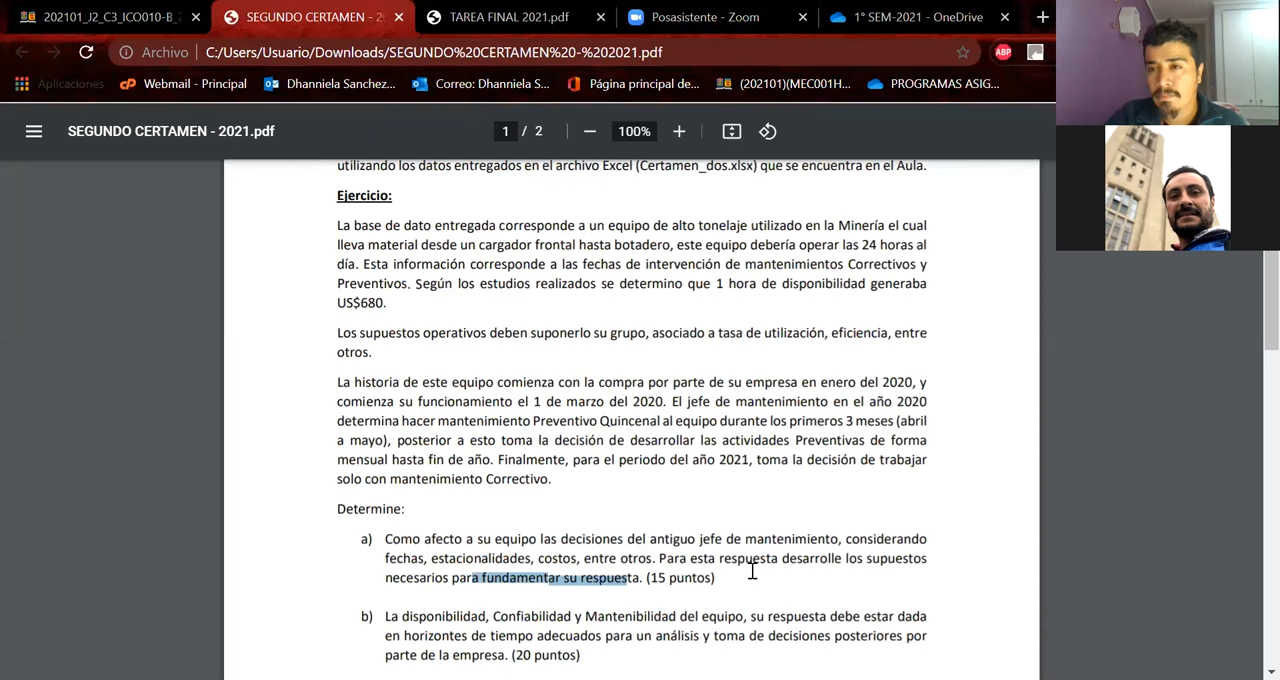 202101_J2_C3_ICO010-B_2
SEGUNDO CERTAMEN - 2
TAREA FINAL 2021.pdf
Posasistente - Zoom
1° SEM-2021 - OneDrive
Archivo
C:/Users/Usuario/Downloads/SEGUNDO%20CERTAMEN%20-%202021.pdf
ABP
Aplicaciones
Webmail - Principal
Dhanniela Sanchez...
Correo: Dhanniela S...
Página principal de...
(202101)(MEC001H...
PROGRAMAS ASIG...
SEGUNDO CERTAMEN - 2021.pdf
1 / 2
100%
utilizando los datos entregados en el archivo Excel (Certamen_dos.xlsx) que se encuentra en el Aula.
Ejercicio:
La base de dato entregada corresponde a un equipo de alto tonelaje utilizado en la Minería el cual
lleva material desde un cargador frontal hasta botadero, este equipo debería operar las 24 horas al
día. Esta información corresponde a las fechas de intervención de mantenimientos Correctivos y
Preventivos. Según los estudios realizados se determino que 1 hora de disponibilidad generaba
US$680.
Los supuestos operativos deben suponerlo su grupo, asociado a tasa de utilización, eficiencia, entre
otros.
La historia de este equipo comienza con la compra por parte de su empresa en enero del 2020, y
comienza su funcionamiento el 1 de marzo del 2020. El jefe de mantenimiento en el año 2020
determina hacer mantenimiento Preventivo Quincenal al equipo durante los primeros 3 meses (abril
a mayo), posterior a esto toma la decisión de desarrollar las actividades Preventivas de forma
mensual hasta fin de año. Finalmente, para el periodo del año 2021, toma la decisión de trabajar
solo con mantenimiento Correctivo.
Determine:
a) Como afecto a su equipo las decisiones del antiguo jefe de mantenimiento, considerando
fechas, estacionalidades, costos, entre otros. Para esta respuesta desarrolle los supuestos
necesarios para fundamentar su respuesta. (15 puntos)
b) La disponibilidad, Confiabilidad y Mantenibilidad del equipo, su respuesta debe estar dada
en horizontes de tiempo adecuados para un análisis y toma de decisiones posteriores por
parte de la empresa. (20 puntos)